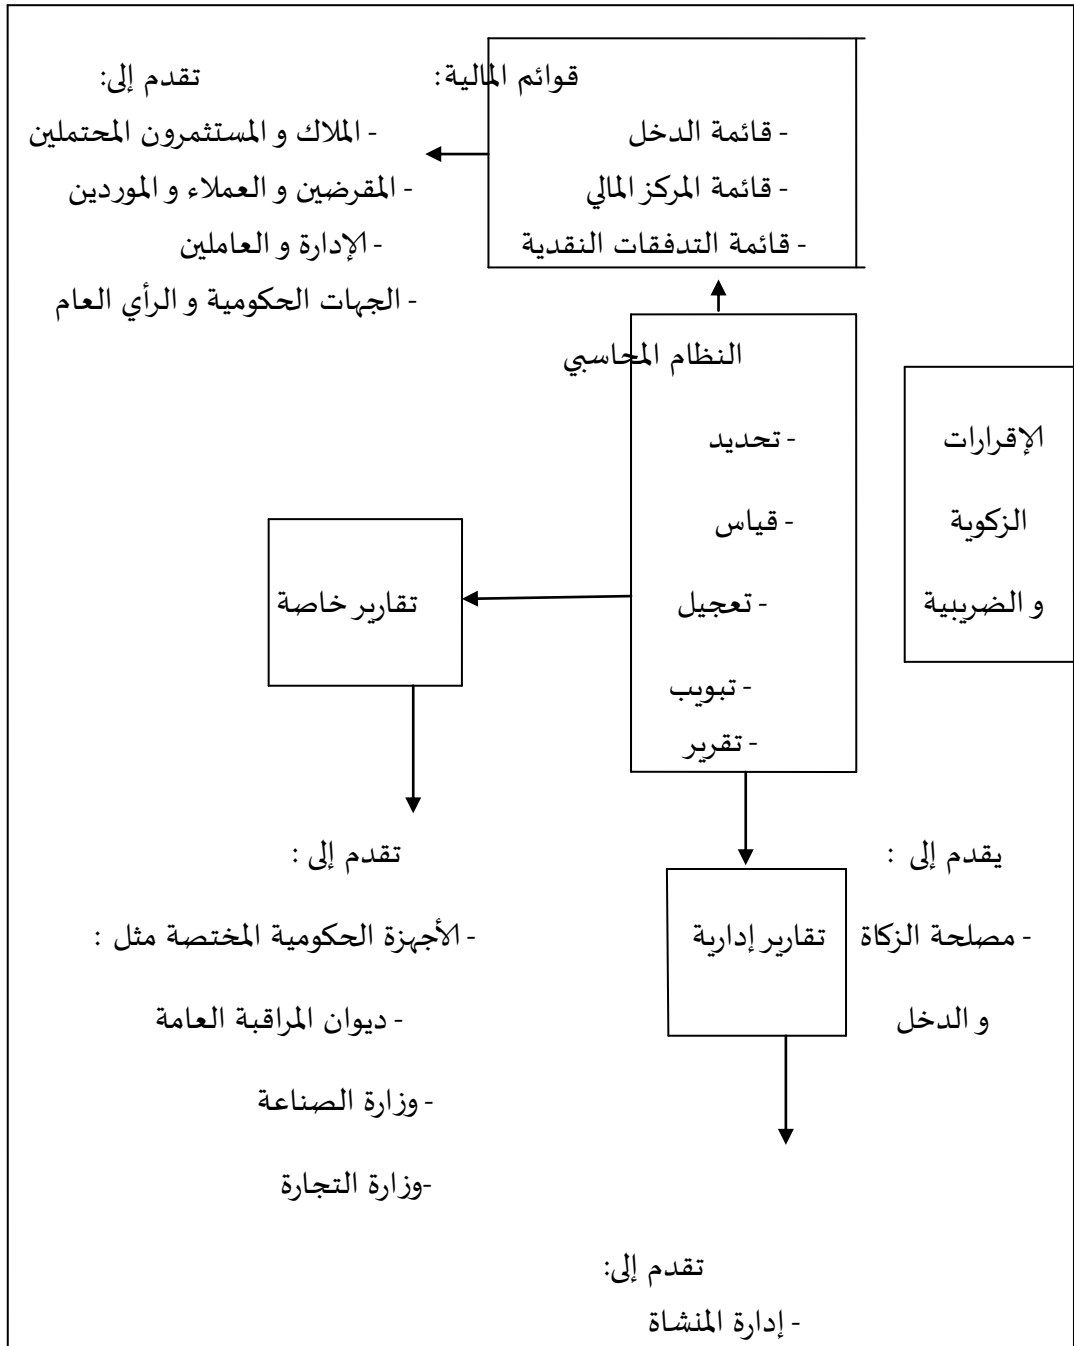 قوائم المالية:
- قائمة الدخل
- قائمة المركز المالي
- قائمة التدفقات النقدية
تقدم إلى:
- الملاك و المستثمرون المحتملين
- المقرضين و العملاء و الموردين
- الإدارة و العاملين
- الجهات الحكومية و الرأي العام
النظام المحاسبي
- تحديد
- قياس
- تعجيل
- تبويب
- تقرير
الإقرارات
الزكوية
و الضريبية
يقدم إلى :
- مصلحة الزكاة
و الدخل
تقارير خاصة
تقدم إلى :
- الأجهزة الحكومية المختصة مثل :
- ديوان المراقبة العامة
- وزارة الصناعة
-وزارة التجارة
تقارير إدارية
تقدم إلى:
- إدارة المنشاة